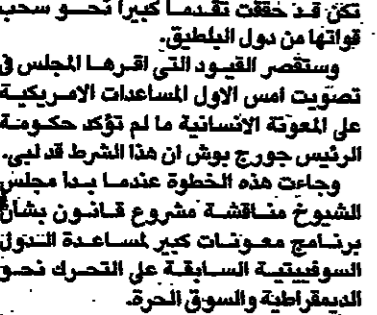 تكن قد حققت تقدما كبيرا نحو سحب
قواتها من دول البلطيق.
وستقصر القيود التي اقرها المجلس في
تصويت امس الاول المساعدات الامريكية
على المعونة الانسانية ما لم تؤكد حكومة
الرئيس جورج بوش ان هذا الشرط قد لبي.
وجاءت هذه الخطوة عندما بدا مجلس
الشيوخ مناقشة مشروع قانون بشأن
برنامج معونات كبير لمساعدة الدول
السوفييتية السابقة على التحرك نحو
الديمقراطية والسوق الحرة.